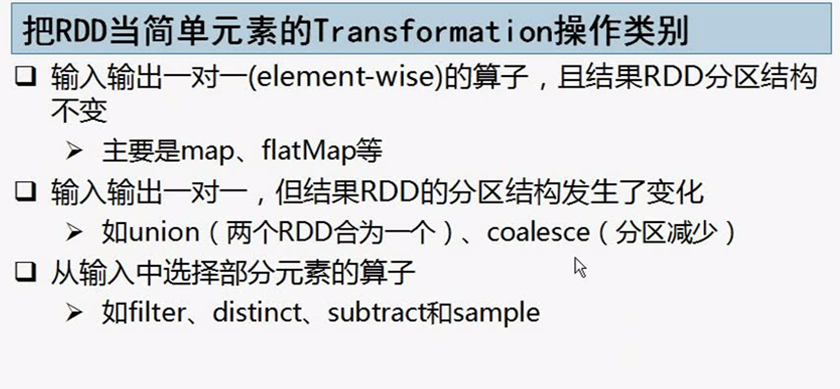 把RDD当简单元素的Transformation操作类别
❑ 输入输出一对一(element-wise)的算子，且结果RDD分区结构
不变
➢ 主要是map、flatMap等
❑ 输入输出一对一，但结果RDD的分区结构发生了变化
➢ 如union（两个RDD合为一个）、coalesce（分区减少）
❑ 从输入中选择部分元素的算子
➢ 如filter、distinct、subtract和sample